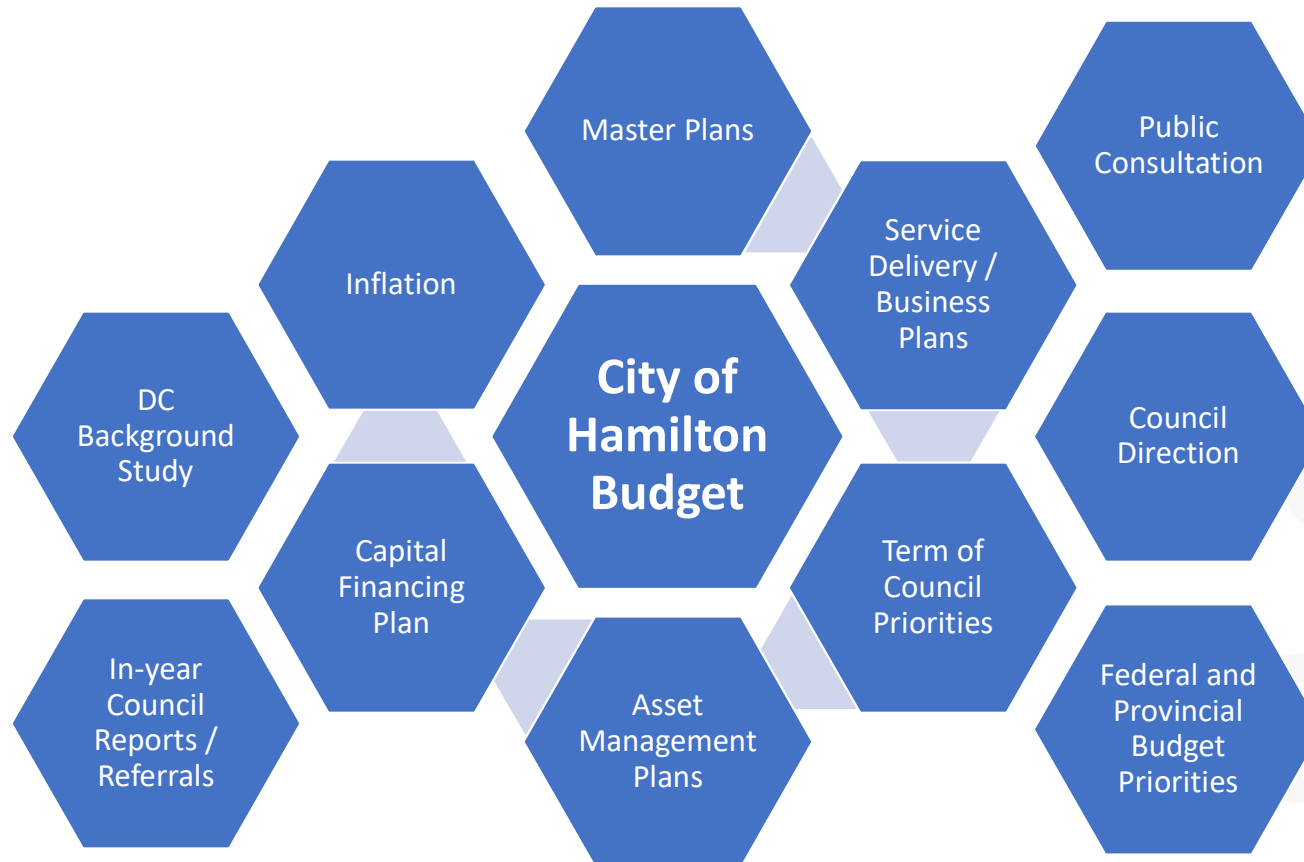 Master Plans
Public
Consultation
Inflation
Service
Delivery /
Business
Plans
DC
Background
Study
City of
Hamilton
Budget
Council
Direction
Capital
Financing
Plan
Term of
Council
Priorities
In-year
Council
Reports /
Referrals
Asset
Management
Plans
Federal and
Provincial
Budget
Priorities